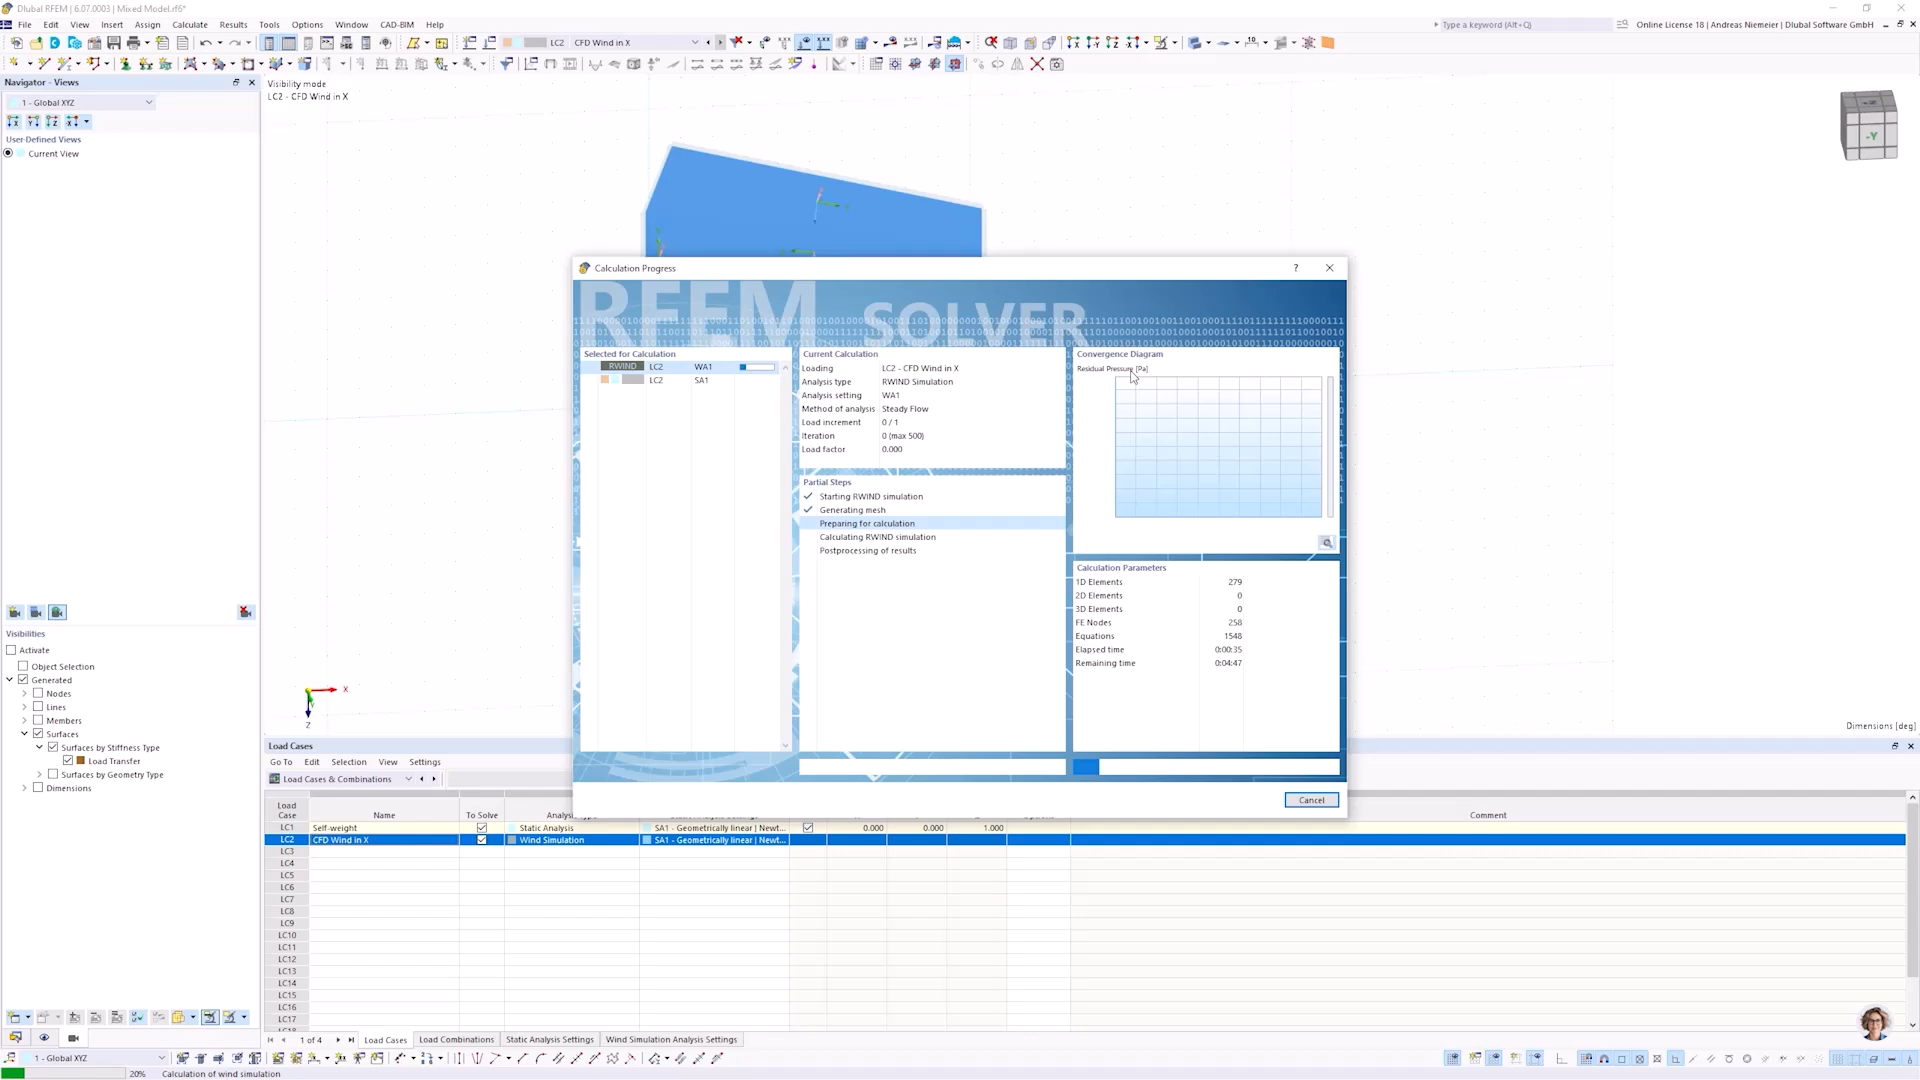 Dlubal RFEM | 6.07.0003 | Mixed Model.rf6*
File Edit View Insert Assign Calculate Results Tools Options Window CAD-BIM Help
Type a keyword (Alt+Q)
Online License 18 | Andreas Niemeier | Dlubal Software GmbH
LC2 CFD Wind in X
Navigator - Views
1 - Global XYZ
User-Defined Views
Current View
Visibility mode
LC2 - CFD Wind in X
-Z
-Y
Calculation Progress
?
RFEM SOLVER
Selected for Calculation
RWIND LC2 WA1
LC2 SA1
Current Calculation
Loading LC2 - CFD Wind in X
Analysis type RWIND Simulation
Analysis setting WA1
Method of analysis Steady Flow
Load increment 0 / 1
Iteration 0 (max 500)
Load factor 0.000
Partial Steps
Starting RWIND simulation
Generating mesh
Preparing for calculation
Calculating RWIND simulation
Postprocessing of results
Convergence Diagram
Residual Pressure [Pa]
Calculation Parameters
1D Elements 279
2D Elements 0
3D Elements 0
FE Nodes 258
Equations 1548
Elapsed time 0:00:35
Remaining time 0:04:47
Cancel
X
Z
Dimensions [deg]
Visibilities
Activate
Object Selection
Generated
Nodes
Lines
Members
Surfaces
Surfaces by Stiffness Type
Load Transfer
Surfaces by Geometry Type
Dimensions
Load Cases
Go To Edit Selection View Settings
Load Cases & Combinations
Load Case Name To Solve Comment
LC1 Self-weight Static Analysis SA1 - Geometrically linear | Newt... 0.000 0.000 1.000
LC2 CFD Wind in X Wind Simulation SA1 - Geometrically linear | Newt...
LC3
LC4
LC5
LC6
LC7
LC8
LC9
LC10
LC11
LC12
LC13
LC14
LC15
LC16
LC17
1 of 4 Load Cases Load Combinations Static Analysis Settings Wind Simulation Analysis Settings
1 - Global XYZ
20% Calculation of wind simulation